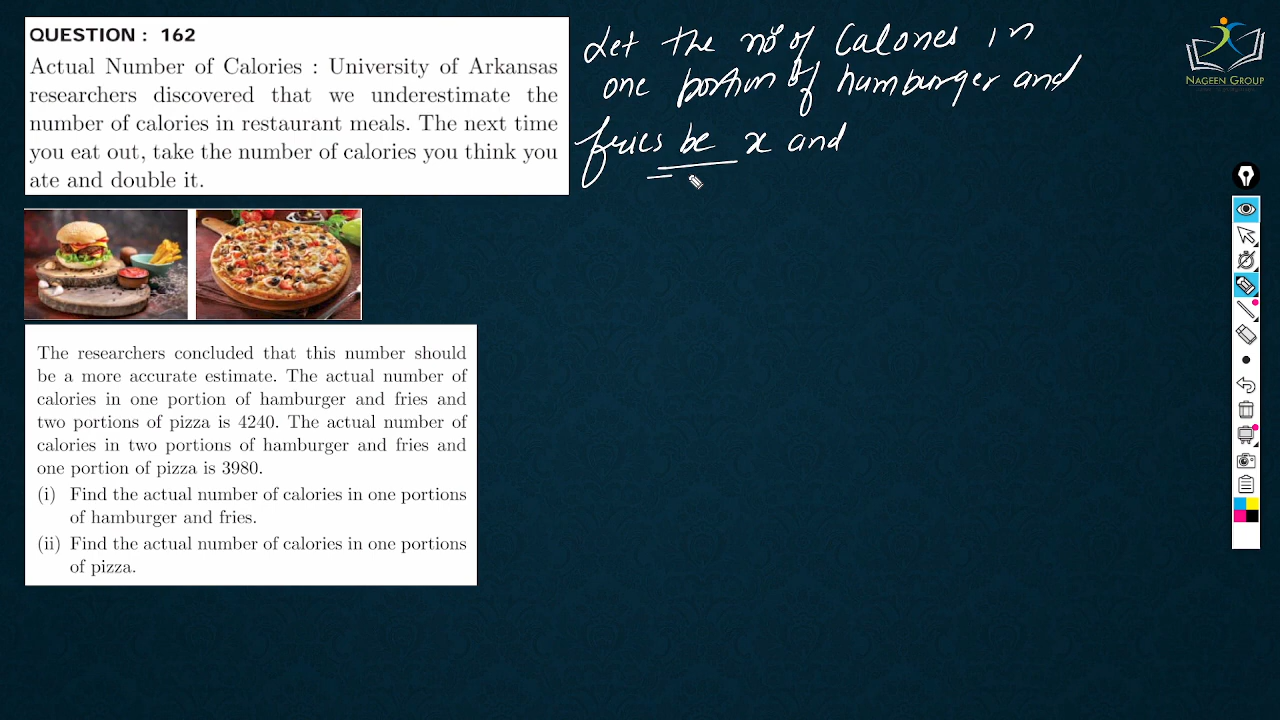 QUESTION : 162
Actual Number of Calories : University of Arkansas
researchers discovered that we underestimate the
number of calories in restaurant meals. The next time
you eat out, take the number of calories you think you
ate and double it.
The researchers concluded that this number should
be a more accurate estimate. The actual number of
calories in one portion of hamburger and fries and
two portions of pizza is 4240. The actual number of
calories in two portions of hamburger and fries and
one portion of pizza is 3980.
(i) Find the actual number of calories in one portions
of hamburger and fries.
(ii) Find the actual number of calories in one portions
of pizza.
Let the no of Calories in
one portion of hamburger and
fries be x and
NAGEEN GROUP